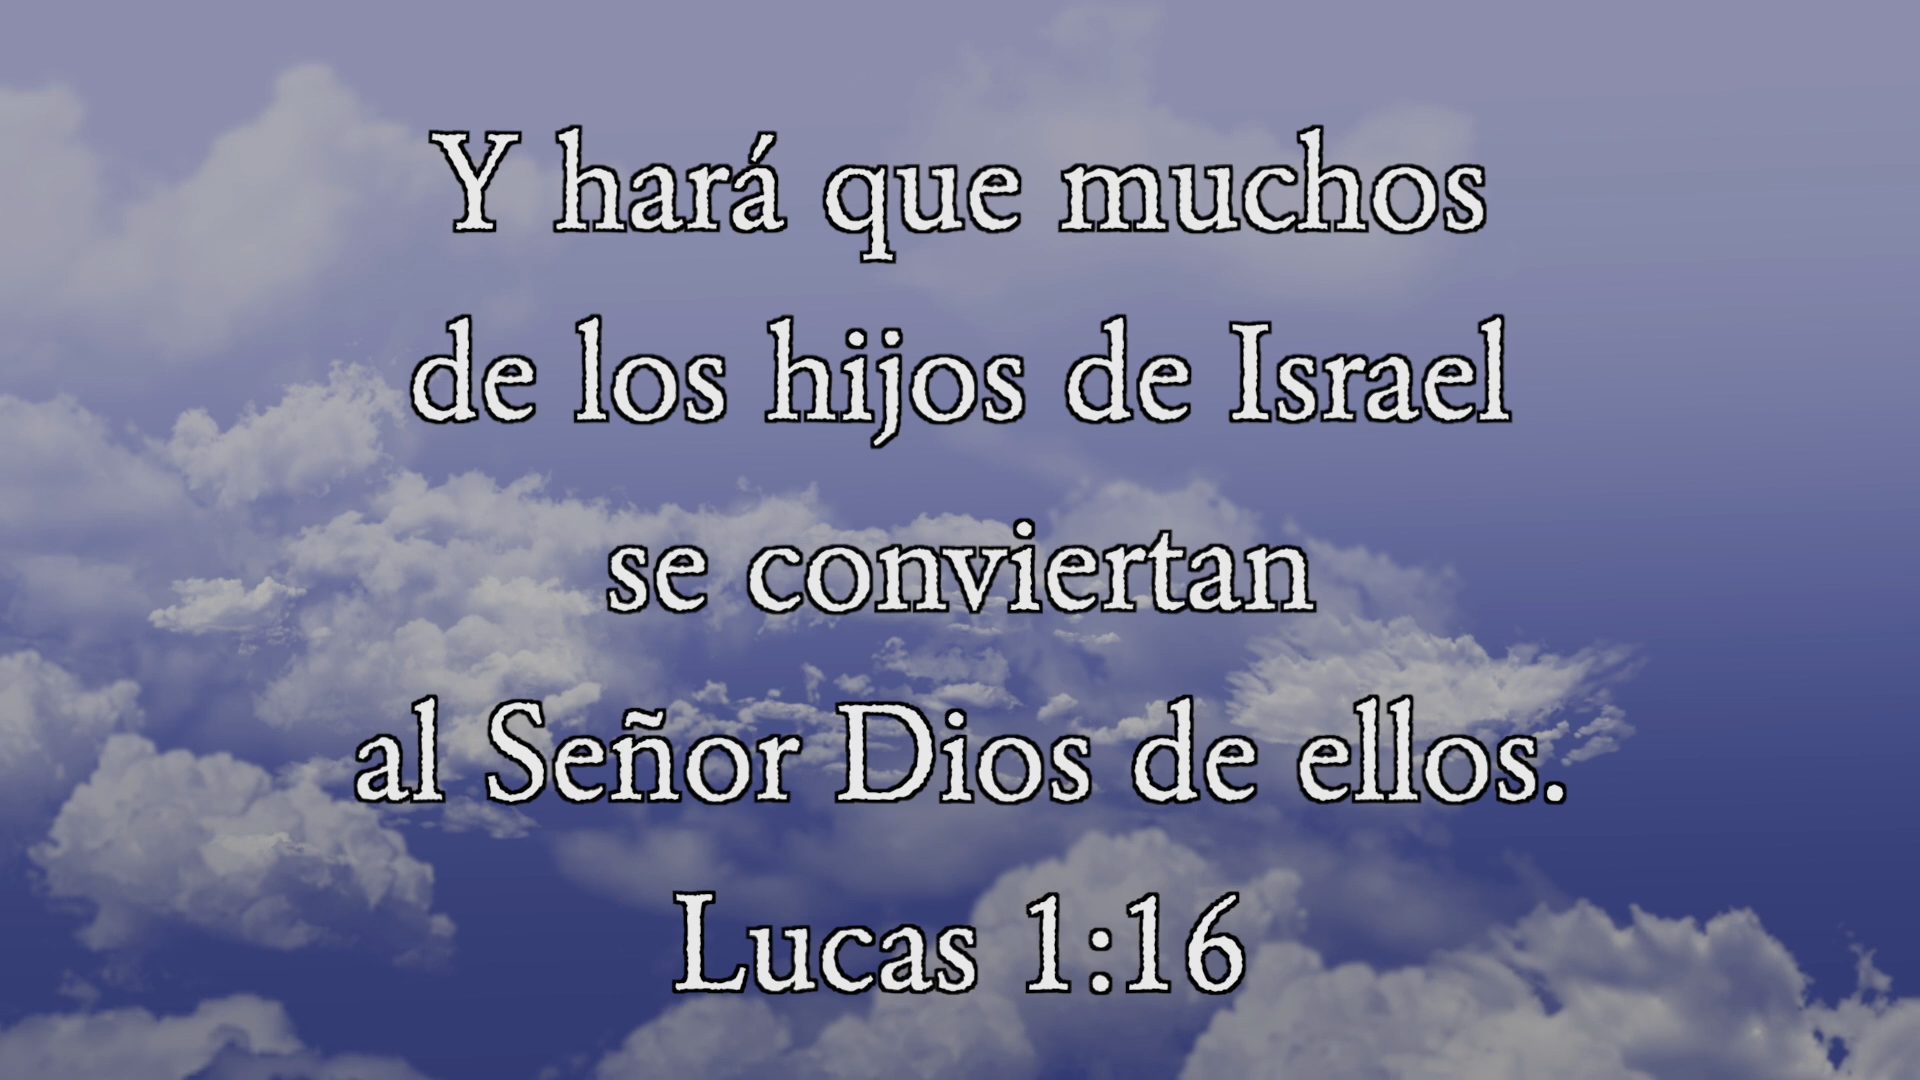 Y hará que muchos
de los hijos de Israel
se conviertan
al Señor Dios de ellos.
Lucas 1:16